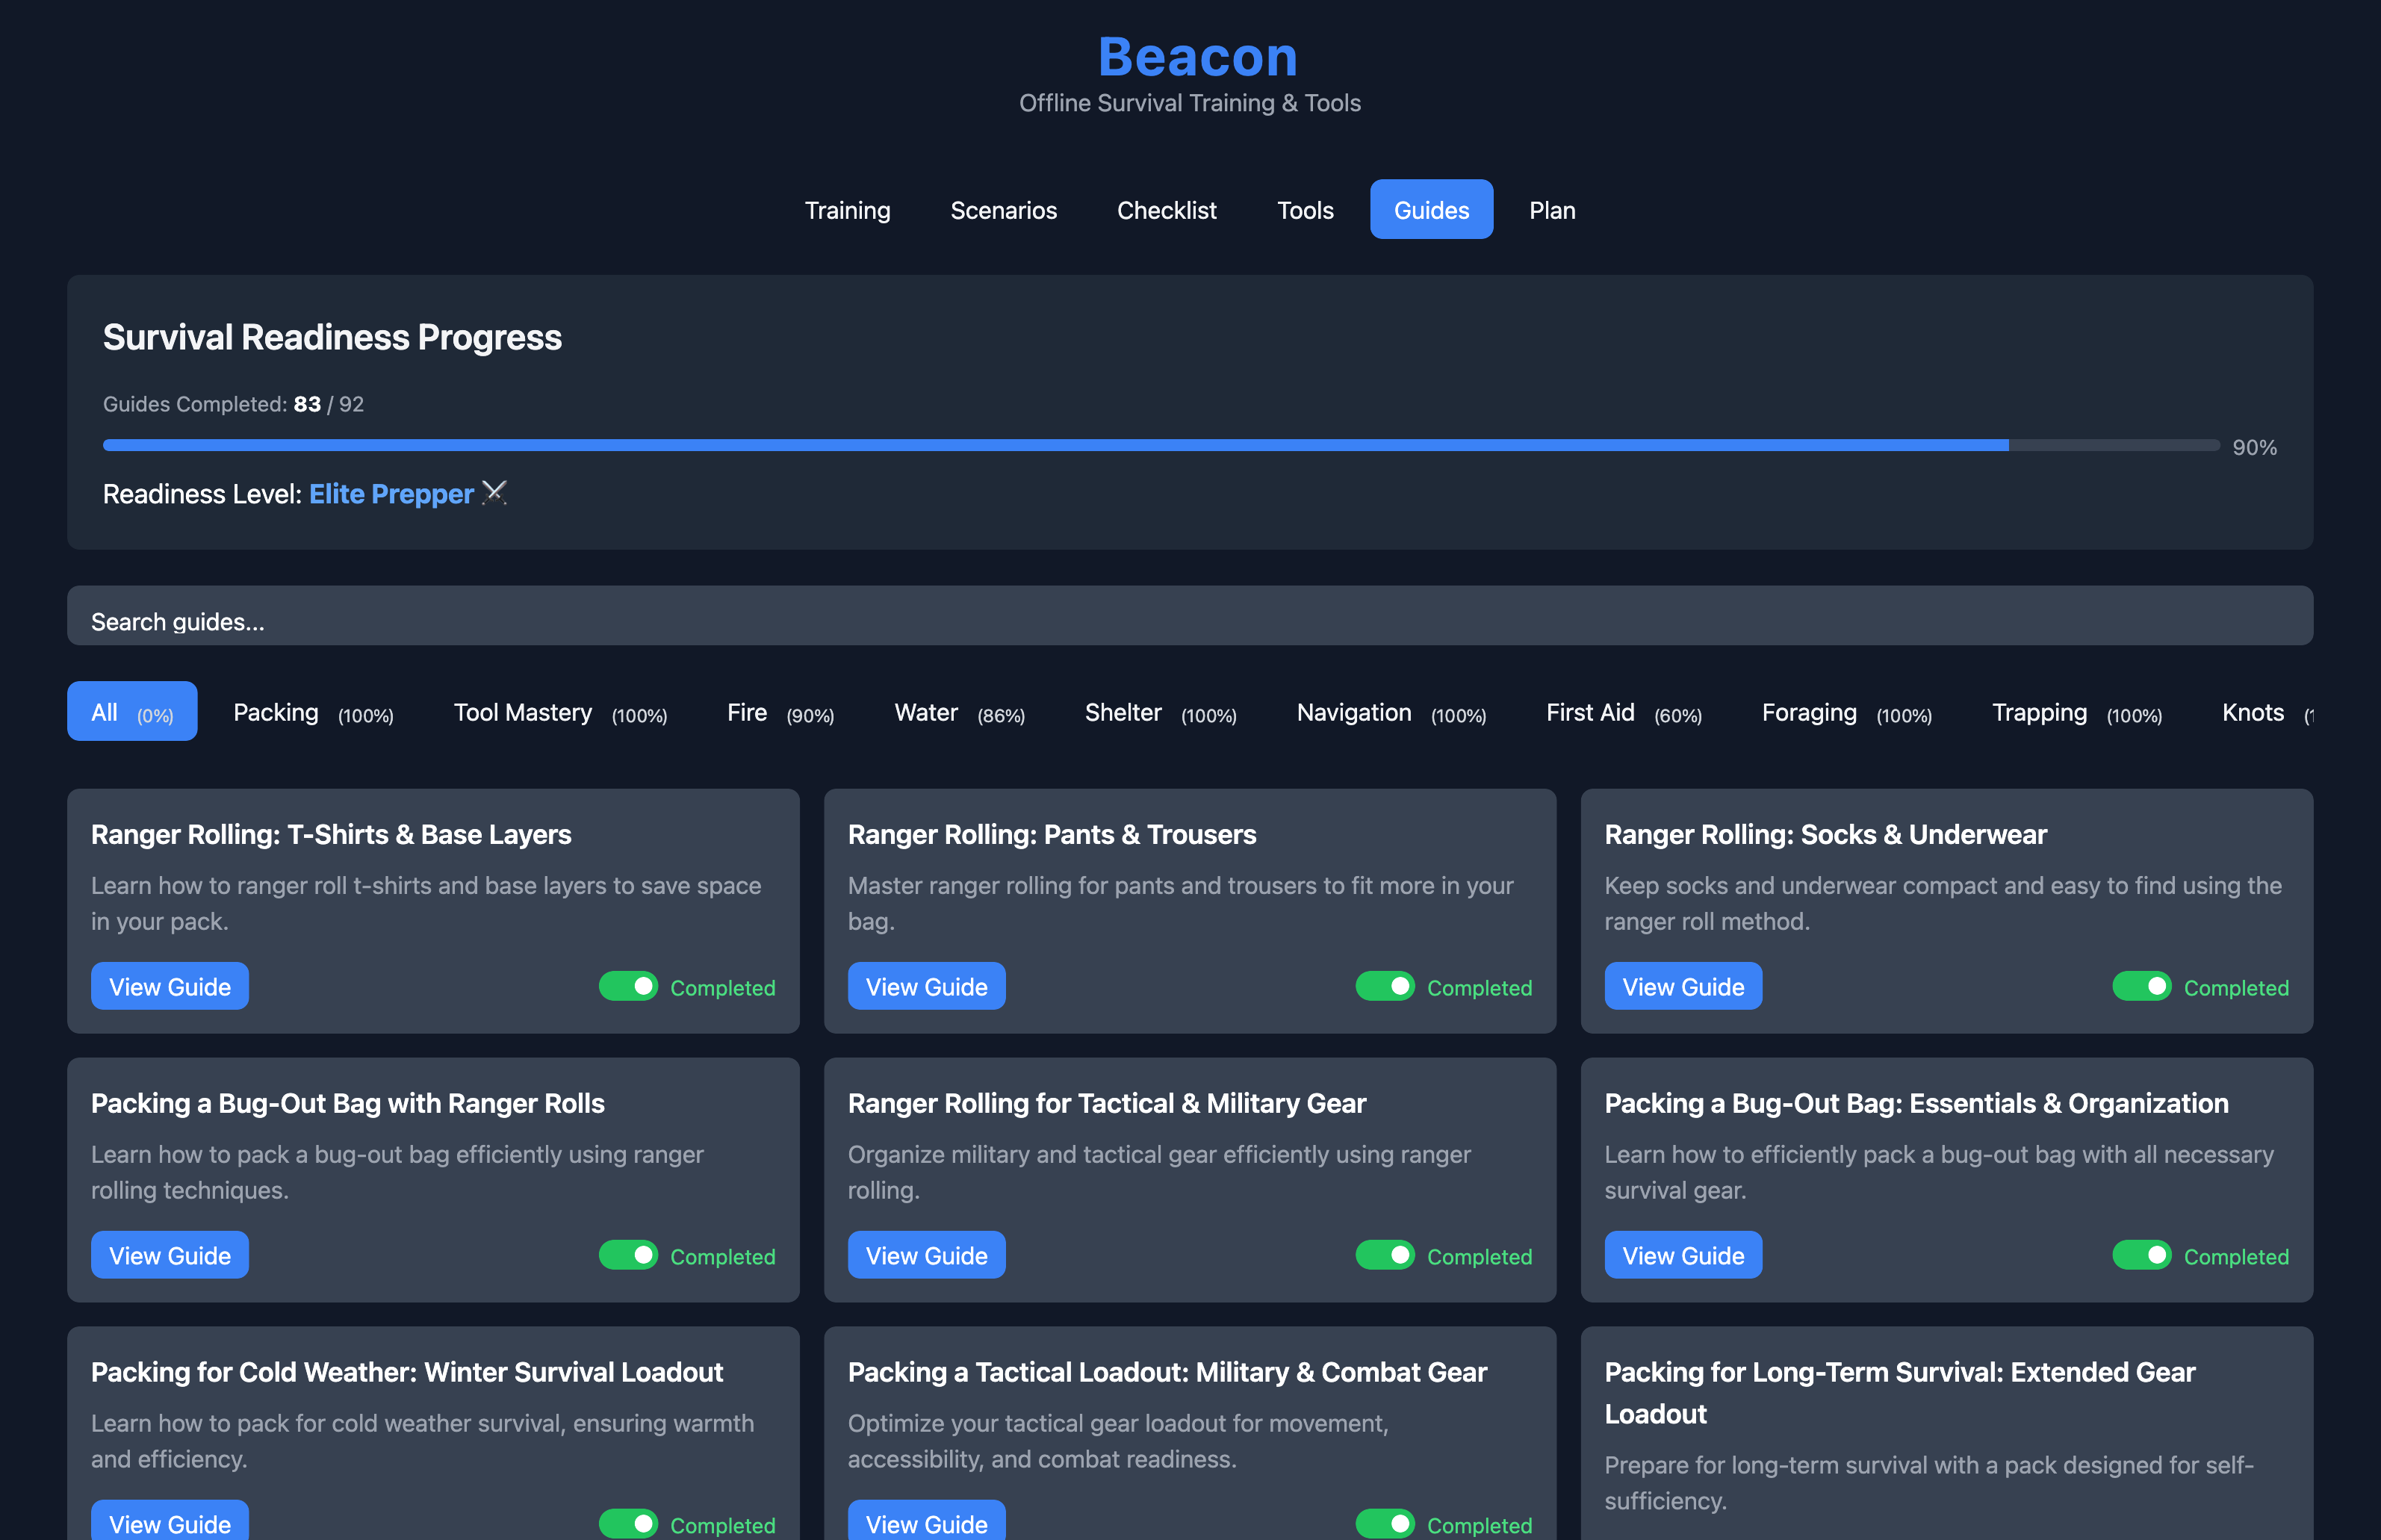 Beacon
Offline Survival Training & Tools
Training Scenarios Checklist Tools Guides Plan
Survival Readiness Progress
Guides Completed: 83 / 92
90%
Readiness Level: Elite Prepper
Search guides...
All (0%) Packing (100%) Tool Mastery (100%) Fire (90%) Water (86%) Shelter (100%) Navigation (100%) First Aid (60%) Foraging (100%) Trapping (100%) Knots
Ranger Rolling: T-Shirts & Base Layers
Learn how to ranger roll t-shirts and base layers to save space
in your pack.
View Guide Completed
Ranger Rolling: Pants & Trousers
Master ranger rolling for pants and trousers to fit more in your
bag.
View Guide Completed
Ranger Rolling: Socks & Underwear
Keep socks and underwear compact and easy to find using the
ranger roll method.
View Guide Completed
Packing a Bug-Out Bag with Ranger Rolls
Learn how to pack a bug-out bag efficiently using ranger
rolling techniques.
View Guide Completed
Ranger Rolling for Tactical & Military Gear
Organize military and tactical gear efficiently using ranger
rolling.
View Guide Completed
Packing a Bug-Out Bag: Essentials & Organization
Learn how to efficiently pack a bug-out bag with all necessary
survival gear.
View Guide Completed
Packing for Cold Weather: Winter Survival Loadout
Learn how to pack for cold weather survival, ensuring warmth
and efficiency.
View Guide Completed
Packing a Tactical Loadout: Military & Combat Gear
Optimize your tactical gear loadout for movement,
accessibility, and combat readiness.
View Guide Completed
Packing for Long-Term Survival: Extended Gear
Loadout
Prepare for long-term survival with a pack designed for self-
sufficiency.